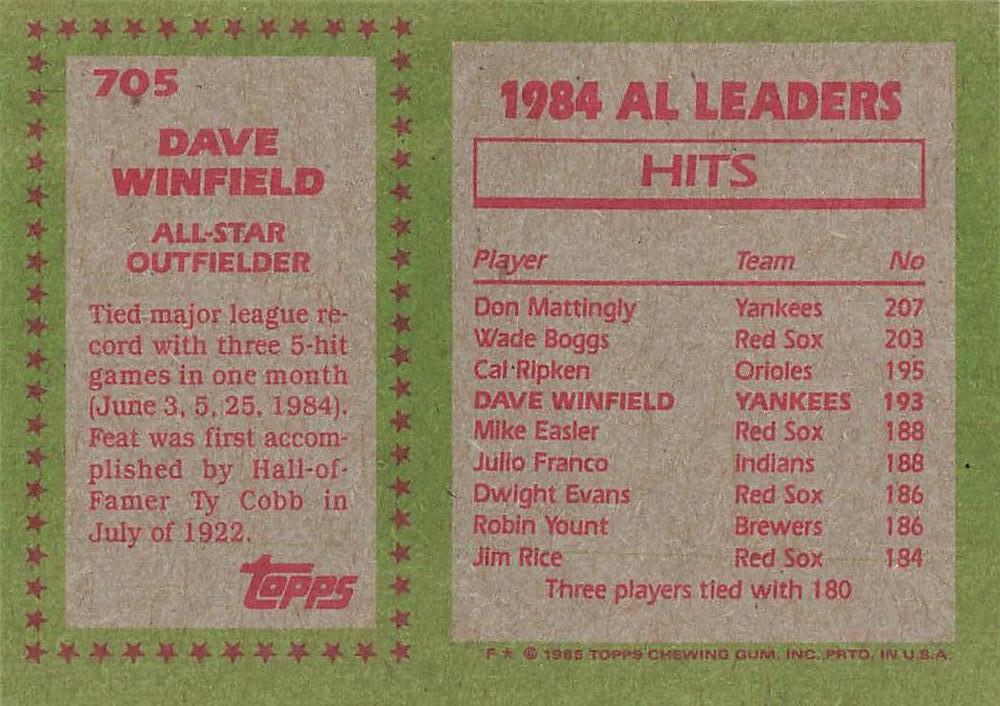 705
DAVE
WINFIELD
ALL-STAR
OUTFIELDER
Tied major league re-
cord with three 5-hit
games in one month
(June 3, 5, 25, 1984).
Feat was first accom-
plished by Hall-of-
Famer Ty Cobb in
July of 1922.
topps
1984 AL LEADERS
HITS
Player Team No
Don Mattingly Yankees 207
Wade Boggs Red Sox 203
Cal Ripken Orioles 195
DAVE WINFIELD YANKEES 193
Mike Easler Red Sox 188
Julio Franco Indians 188
Dwight Evans Red Sox 186
Robin Yount Brewers 186
Jim Rice Red Sox 184
Three players tied with 180
F ★ © 1985 TOPPS CHEWING GUM, INC. PRTD. IN U.S.A.